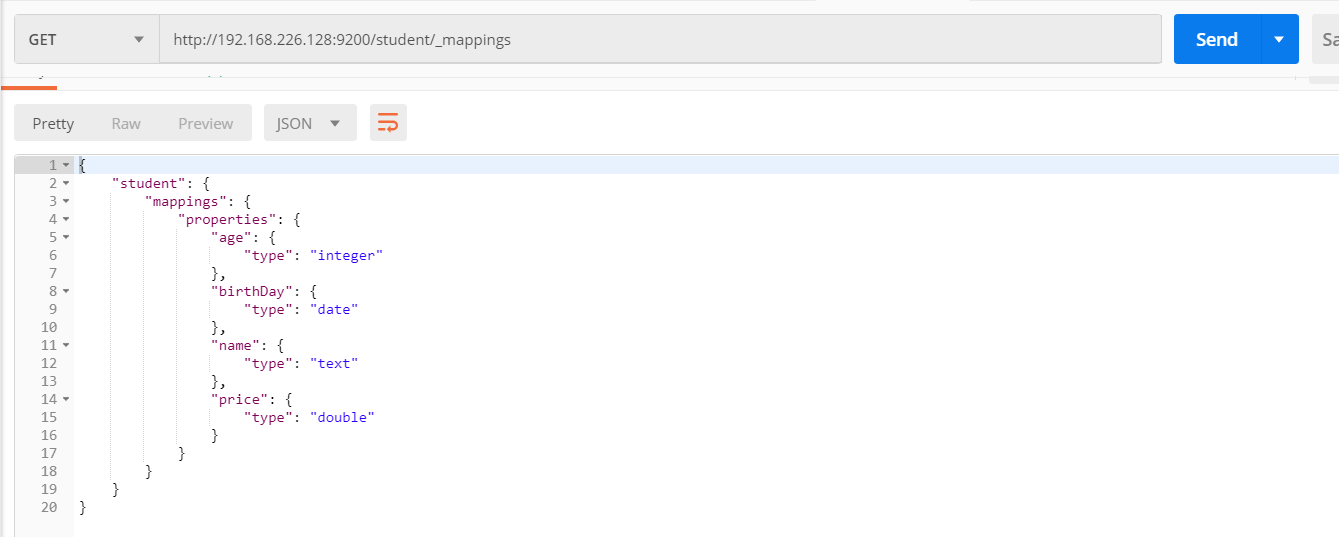 GET http://192.168.226.128:9200/student/_mappings Send Sa
Pretty Raw Preview JSON
1 {
2 "student": {
3 "mappings": {
4 "properties": {
5 "age": {
6 "type": "integer"
7 },
8 "birthDay": {
9 "type": "date"
10 },
11 "name": {
12 "type": "text"
13 },
14 "price": {
15 "type": "double"
16 }
17 }
18 }
19 }
20 }